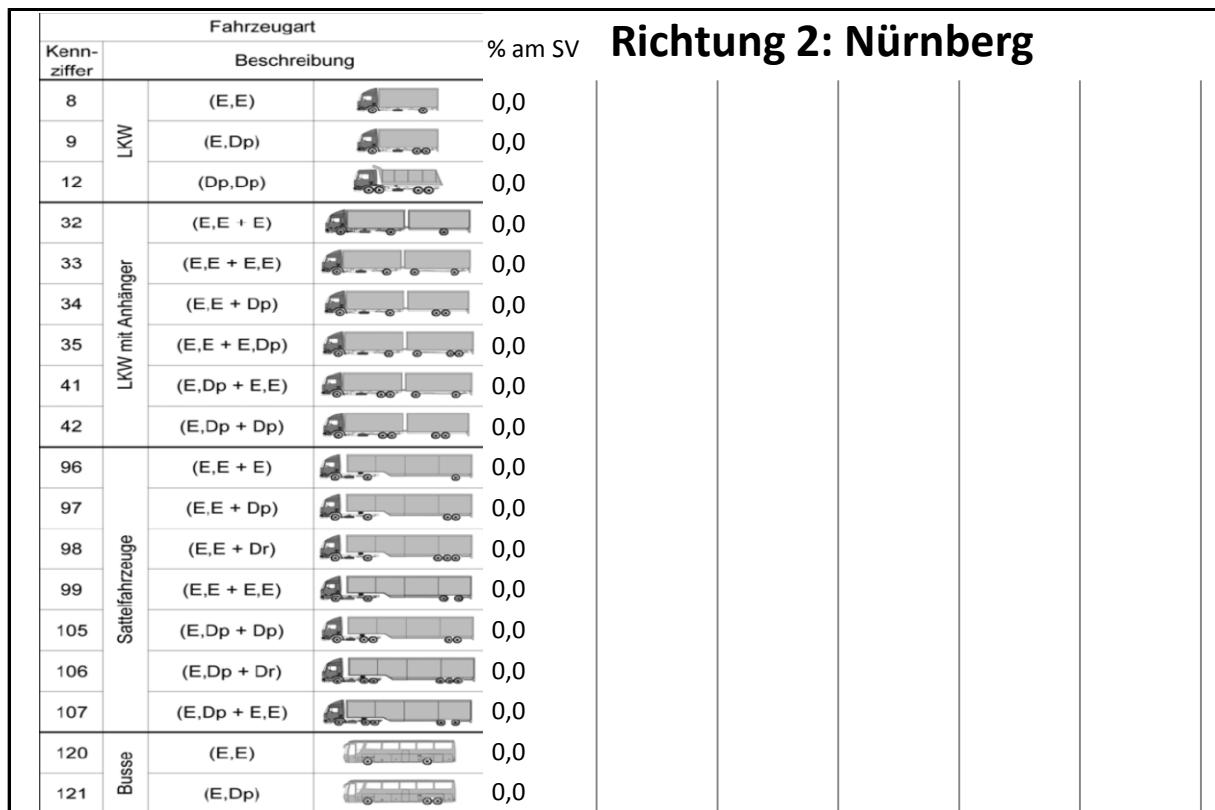 Fahrzeugart
% am SV
Richtung 2: Nürnberg
Kenn-
ziffer
Beschreibung
LKW
8 (E,E) 0,0
9 (E,Dp) 0,0
12 (Dp,Dp) 0,0
LKW mit Anhänger
32 (E,E + E) 0,0
33 (E,E + E,E) 0,0
34 (E,E + Dp) 0,0
35 (E,E + E,Dp) 0,0
41 (E,Dp + E,E) 0,0
42 (E,Dp + Dp) 0,0
Sattelfahrzeuge
96 (E,E + E) 0,0
97 (E,E + Dp) 0,0
98 (E,E + Dr) 0,0
99 (E,E + E,E) 0,0
105 (E,Dp + Dp) 0,0
106 (E,Dp + Dr) 0,0
107 (E,Dp + E,E) 0,0
Busse
120 (E,E) 0,0
121 (E,Dp) 0,0